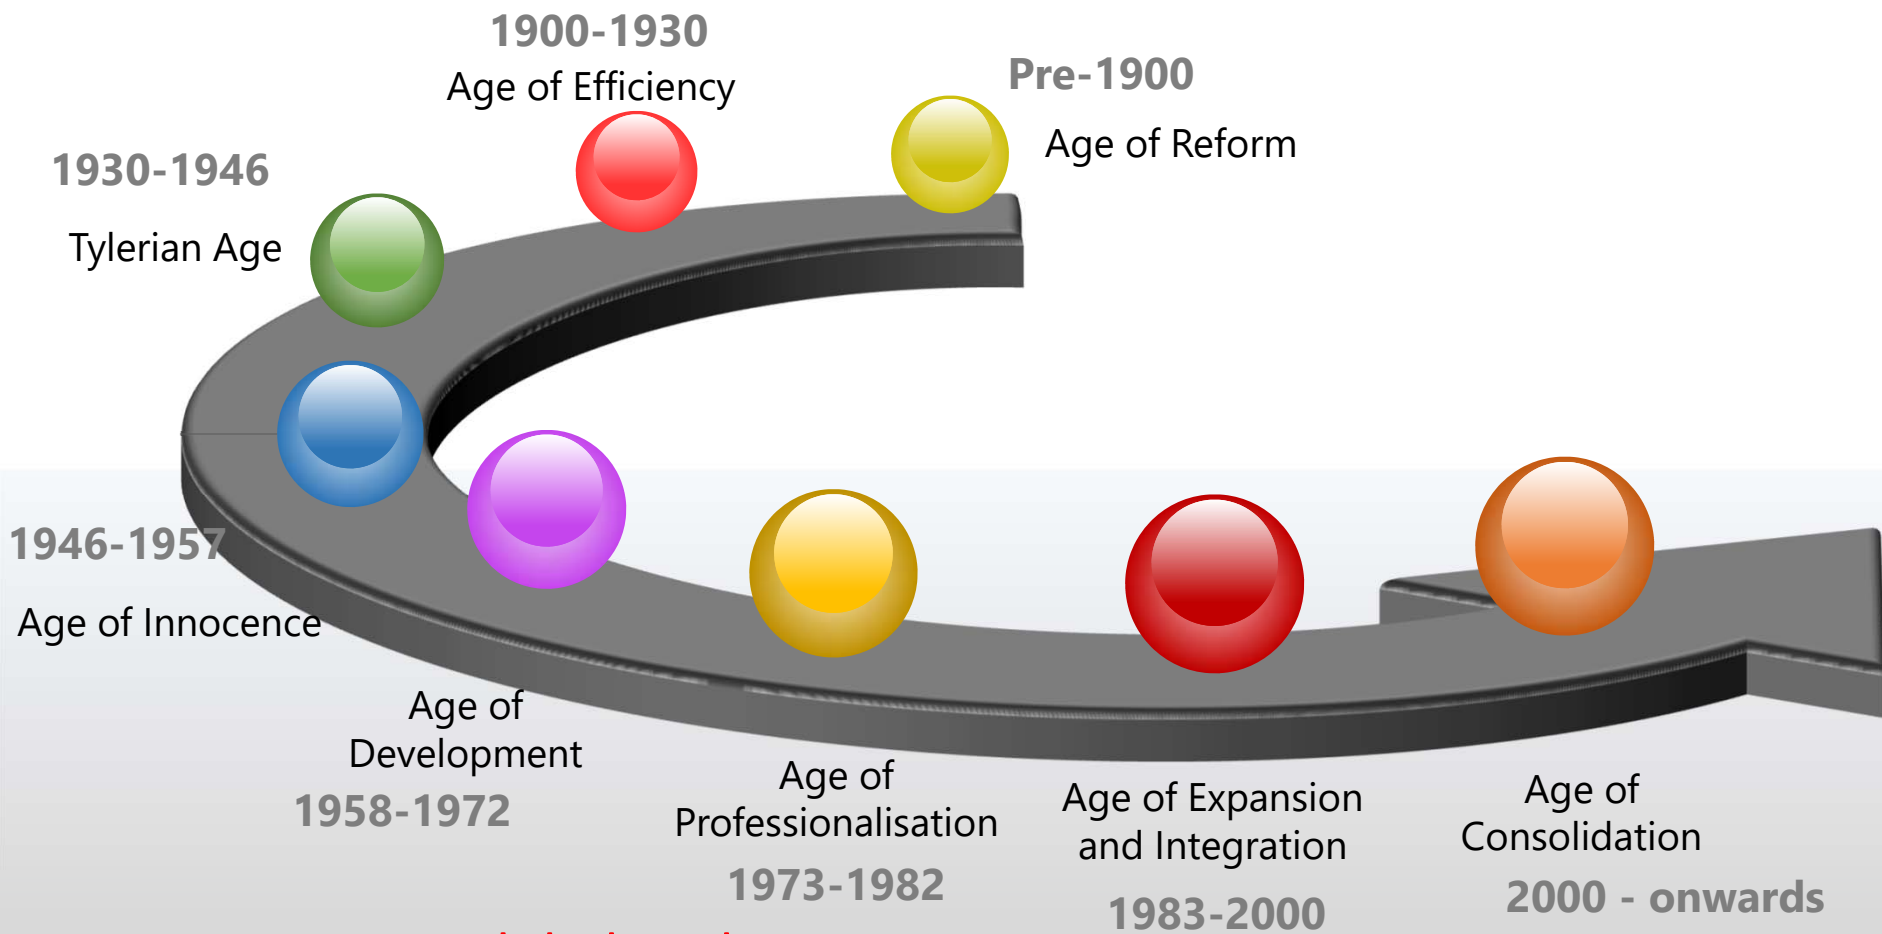 Pre-1900
Age of Reform
1900-1930
Age of Efficiency
1930-1946
Tylerian Age
1946-1957
Age of Innocence
Age of
Development
1958-1972
Age of
Professionalisation
1973-1982
Age of Expansion
and Integration
1983-2000
Age of
Consolidation
2000 - onwards